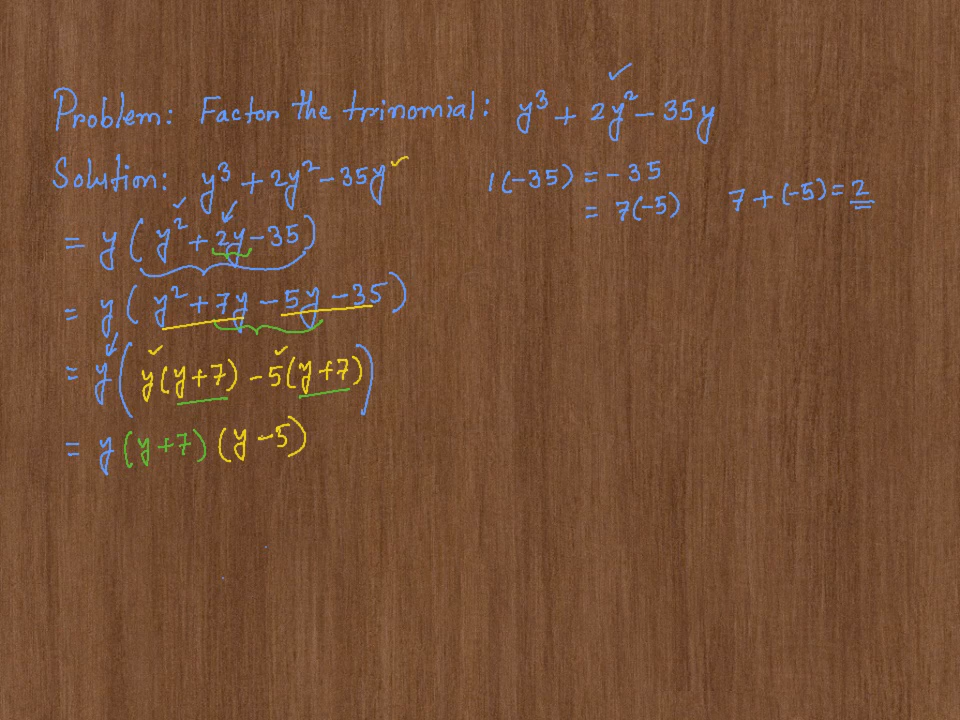 Problem: Factor the trinomial: y³ + 2y² - 35y
Solution: y³ + 2y² - 35y
1(-35) = -35
= 7(-5) 7 + (-5) = 2
= y (y² + 2y - 35)
= y (y² + 7y - 5y - 35)
= y (y(y+7) - 5(y+7))
= y (y+7) (y-5)